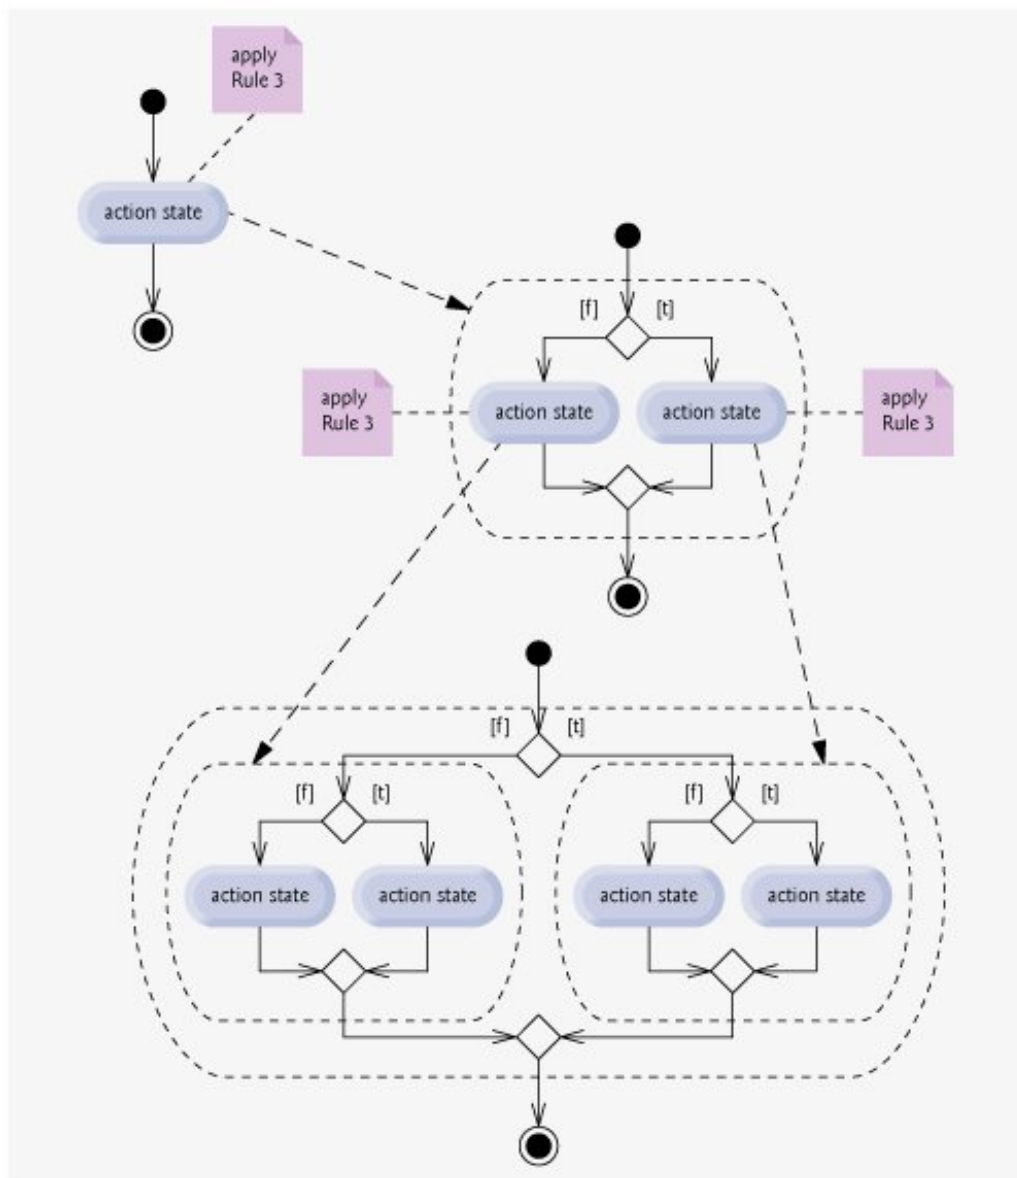 apply
Rule 3
action state
[f] [t]
apply
Rule 3
action state
action state
apply
Rule 3
[f] [t]
[f] [t]
[f] [t]
action state
action state
action state
action state